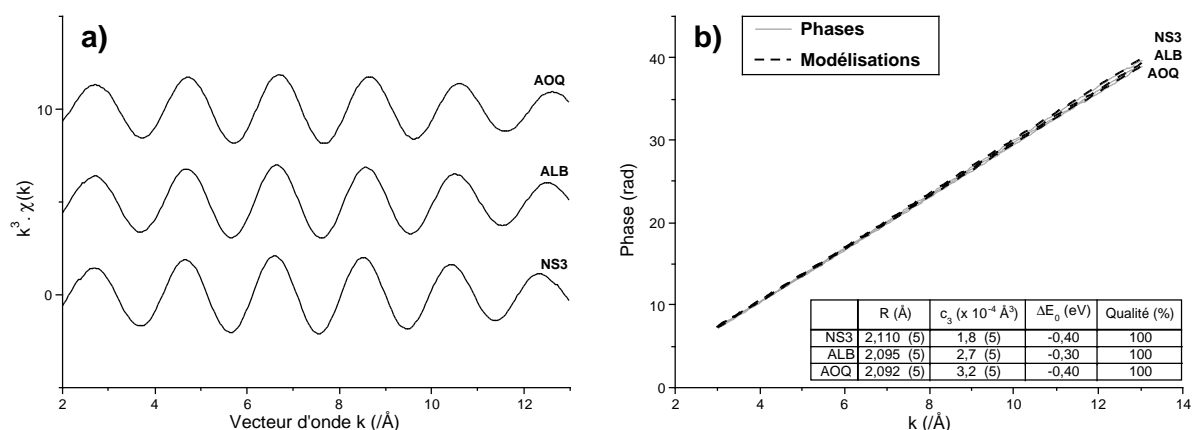 a)
AOQ
ALB
NS3
k³. χ(k)
10
0
2 4 6 8 10 12
Vecteur d'onde k (/Å)
b)
Phases
Modélisations
NS3
ALB
AOQ
Phase (rad)
40
30
20
10
0
R (Å) c₃ (x 10⁻⁴ Å³) ΔE₀ (eV) Qualité (%)
NS3 2,110 (5) 1,8 (5) -0,40 100
ALB 2,095 (5) 2,7 (5) -0,30 100
AOQ 2,092 (5) 3,2 (5) -0,40 100
2 4 6 8 10 12 14
k (/Å)